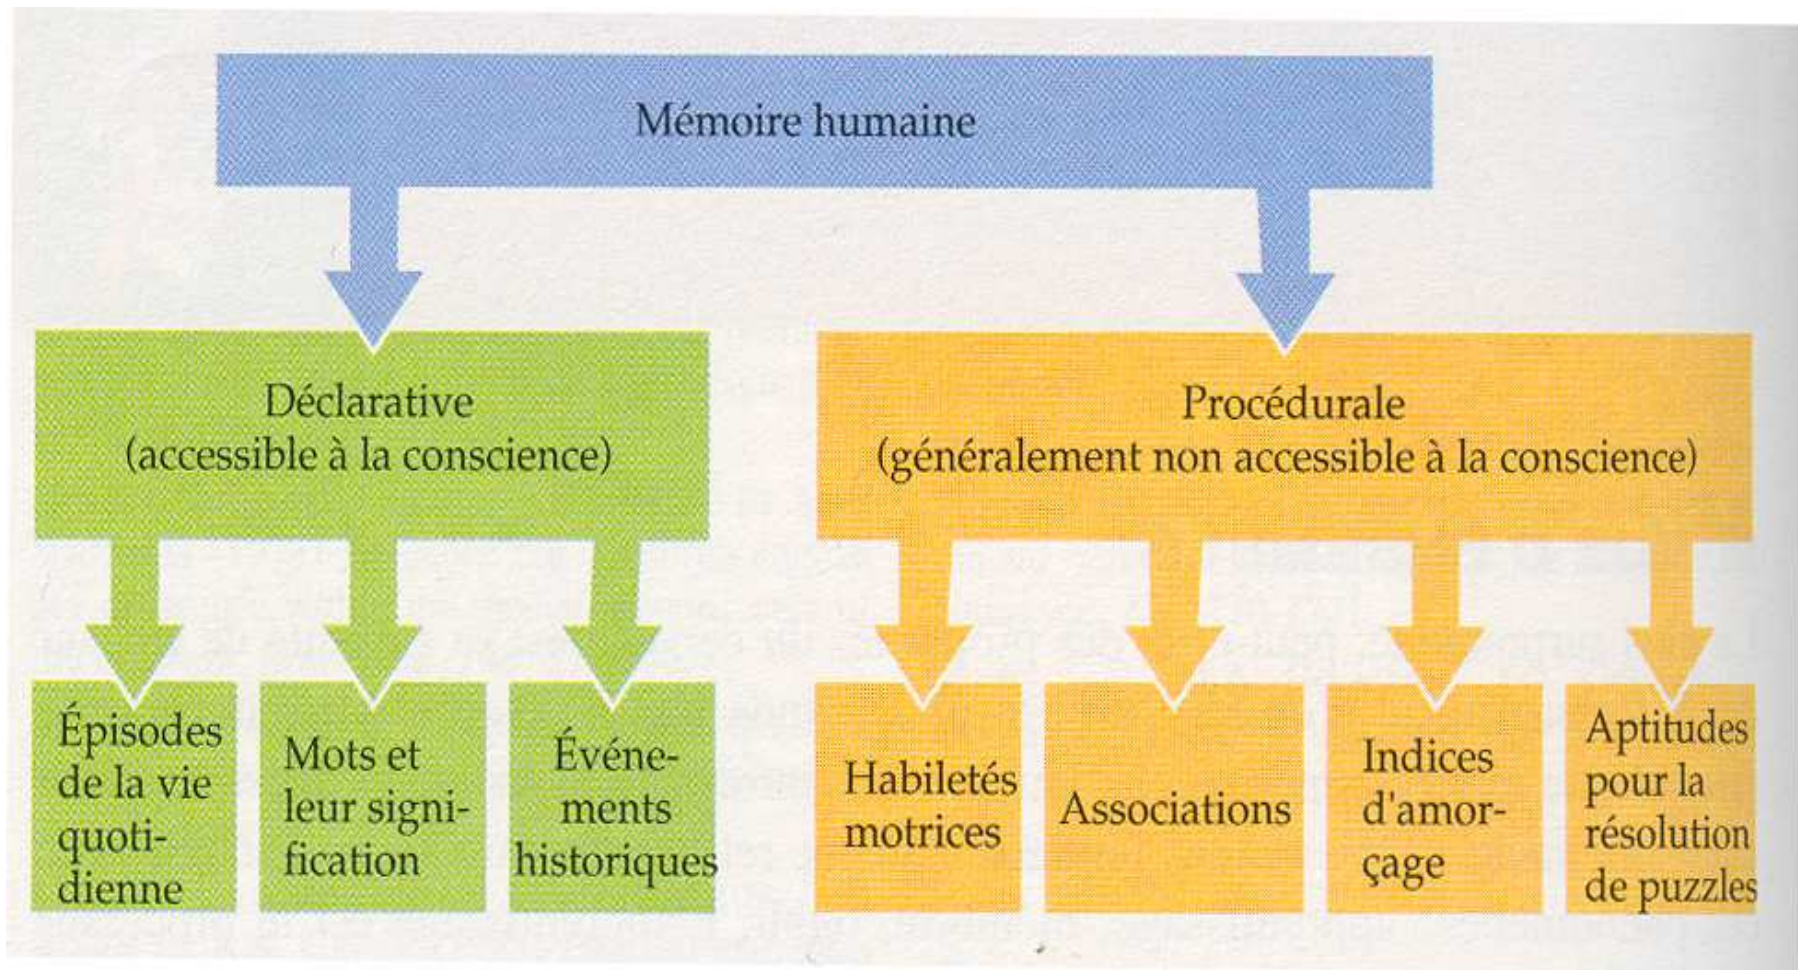 Mémoire humaine
Déclarative
(accessible à la conscience)
Procédurale
(généralement non accessible à la conscience)
Épisodes
de la vie
quoti-
dienne
Mots et
leur signi-
fication
Événe-
ments
historiques
Habiletés
motrices
Associations
Indices
d'amor-
çage
Aptitudes
pour la
résolution
de puzzles